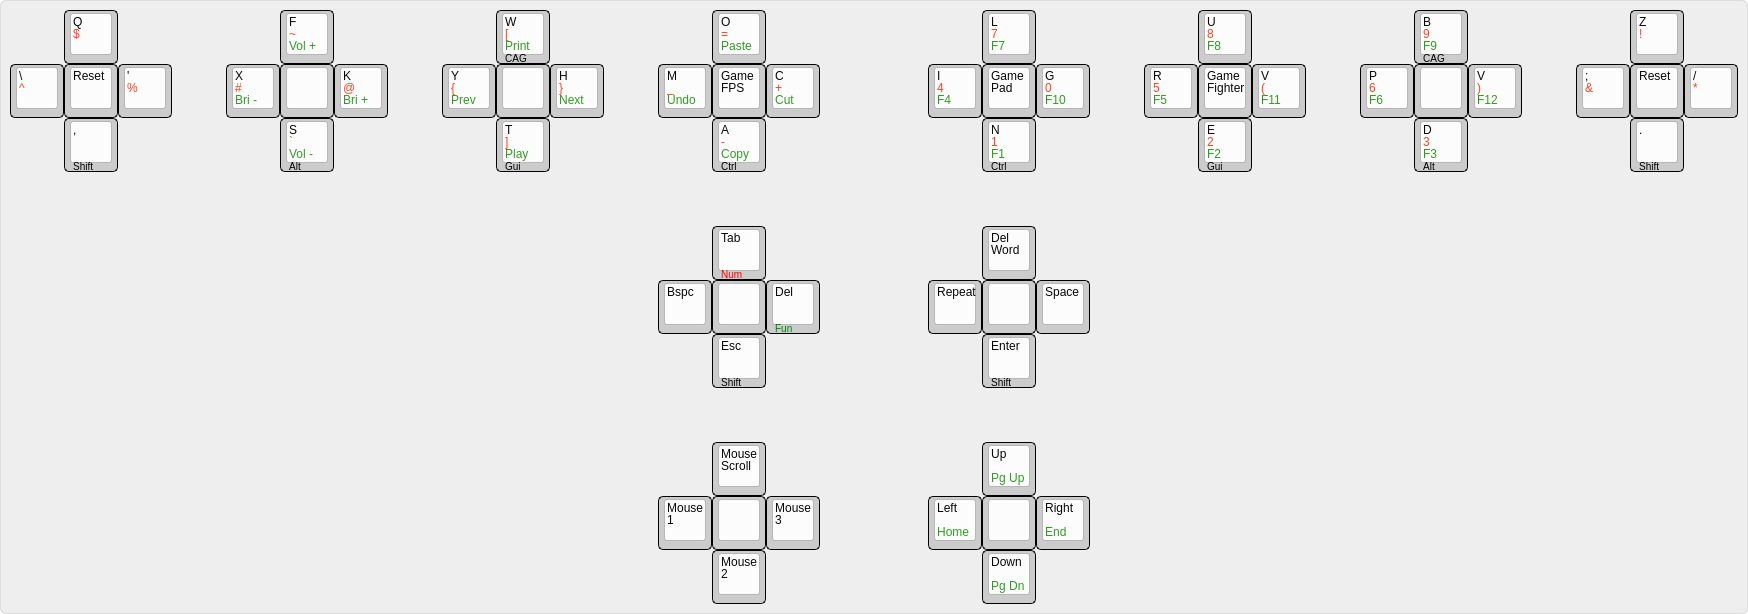 Q
$
F
~
Vol +
W
[
Print
CAG
O
=
Paste
L
7
F7
U
8
F8
B
9
F9
CAG
Z
!
\
^
Reset
'
%
X
#
Bri -
K
@
Bri +
Y
{
Prev
H
}
Next
M
_
Undo
Game
FPS
C
+
Cut
I
4
F4
Game
Pad
G
0
F10
R
5
F5
Game
Fighter
V
(
F11
P
6
F6
V
)
F12
;
&
Reset
/
*
,
Shift
S
`
Vol -
Alt
T
]
Play
Gui
A
-
Copy
Ctrl
N
1
F1
Ctrl
E
2
F2
Gui
D
3
F3
Alt
.
Shift
Tab
Num
Del
Word
Bspc
Del
Fun
Repeat
Space
Esc
Shift
Enter
Shift
Mouse
Scroll
Up
Pg Up
Mouse
1
Mouse
3
Left
Home
Right
End
Mouse
2
Down
Pg Dn